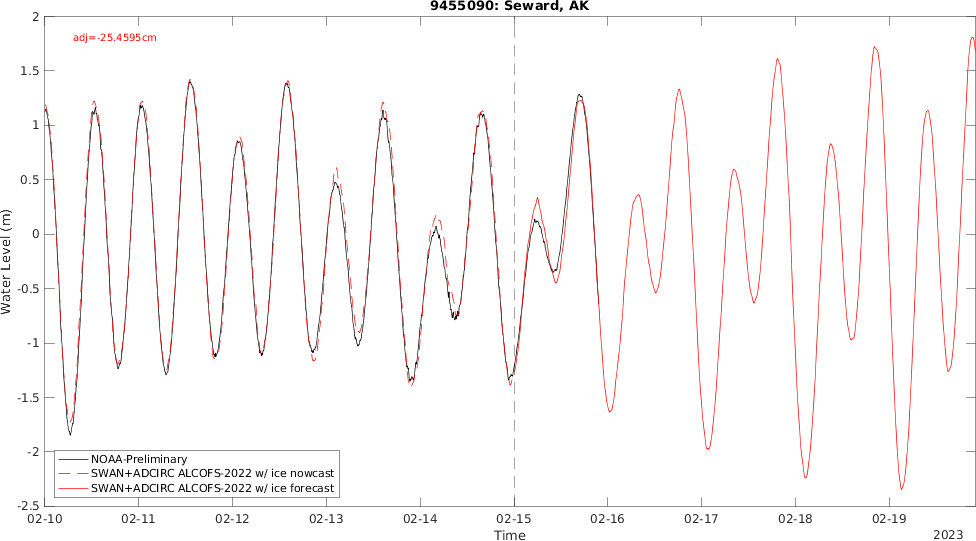 9455090: Seward, AK
adj=-25.4595cm
Water Level (m)
2
1.5
1
0.5
0
-0.5
-1
-1.5
-2
-2.5
NOAA-Preliminary
SWAN+ADCIRC ALCOFS-2022 w/ ice nowcast
SWAN+ADCIRC ALCOFS-2022 w/ ice forecast
02-10 02-11 02-12 02-13 02-14 02-15 02-16 02-17 02-18 02-19
Time
2023